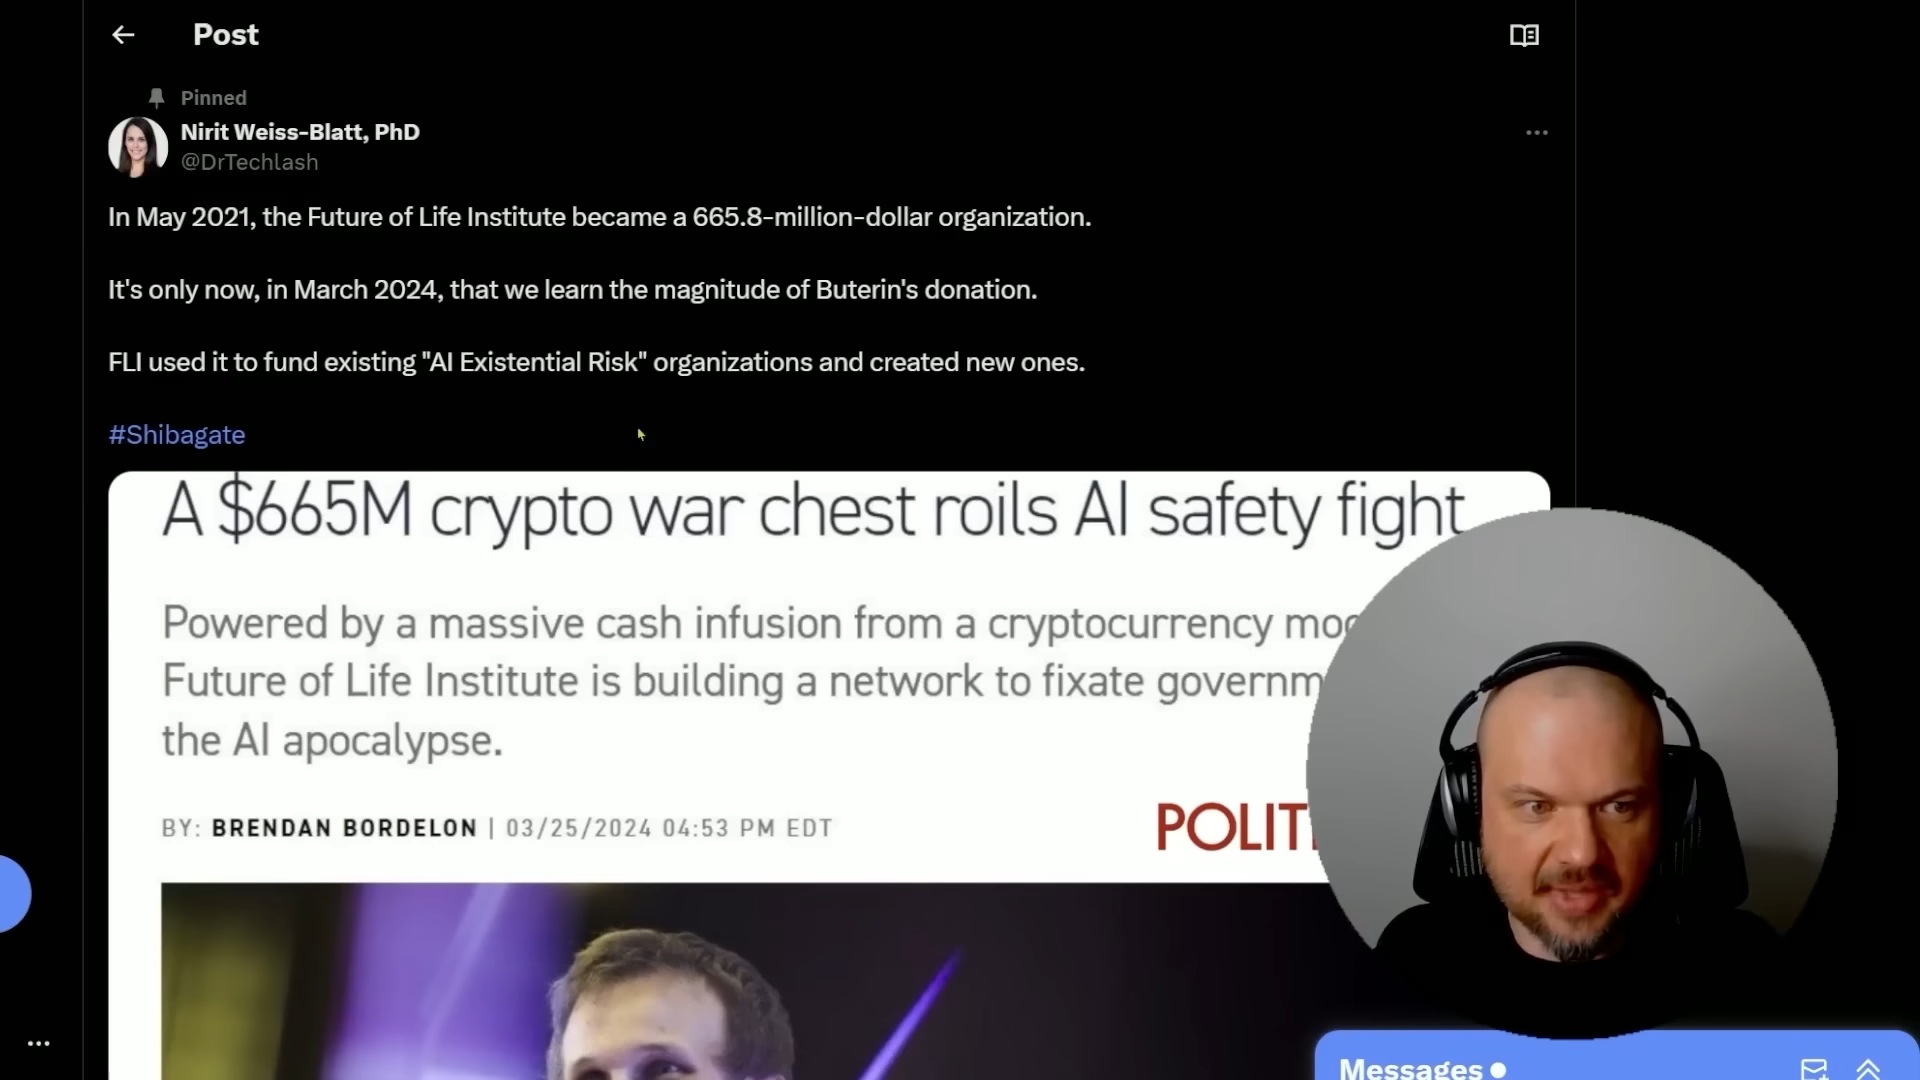 Post
Pinned
Nirit Weiss-Blatt, PhD
@DrTechlash
In May 2021, the Future of Life Institute became a 665.8-million-dollar organization.
It's only now, in March 2024, that we learn the magnitude of Buterin's donation.
FLI used it to fund existing "AI Existential Risk" organizations and created new ones.
#Shibagate
A $665M crypto war chest roils AI safety fight
Powered by a massive cash infusion from a cryptocurrency
Future of Life Institute is building a network to fixate
the AI apocalypse.
BY: BRENDAN BORDELON | 03/25/2024 04:53 PM EDT
Messages